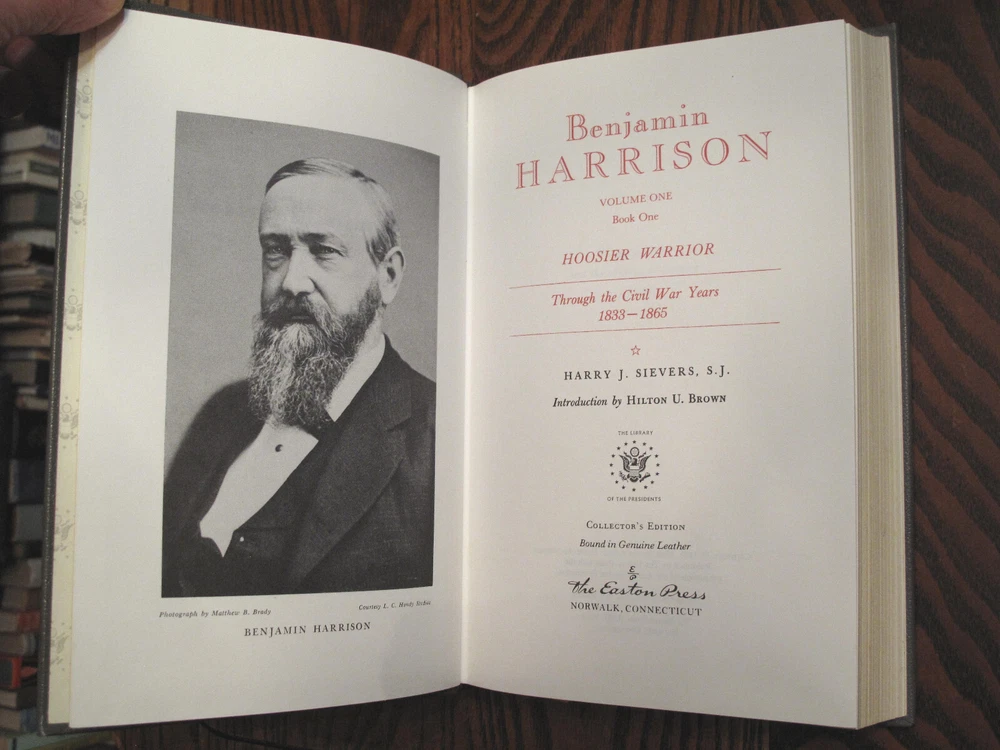 Photograph by Matthew B. Brady
Courtesy L. C. Handy Studios
BENJAMIN HARRISON
Benjamin
HARRISON
VOLUME ONE
Book One
HOOSIER WARRIOR
Through the Civil War Years
1833–1865
HARRY J. SIEVERS, S.J.
Introduction by HILTON U. BROWN
THE LIBRARY
OF THE PRESIDENTS
COLLECTOR'S EDITION
Bound in Genuine Leather
E
P
The Easton Press
NORWALK, CONNECTICUT